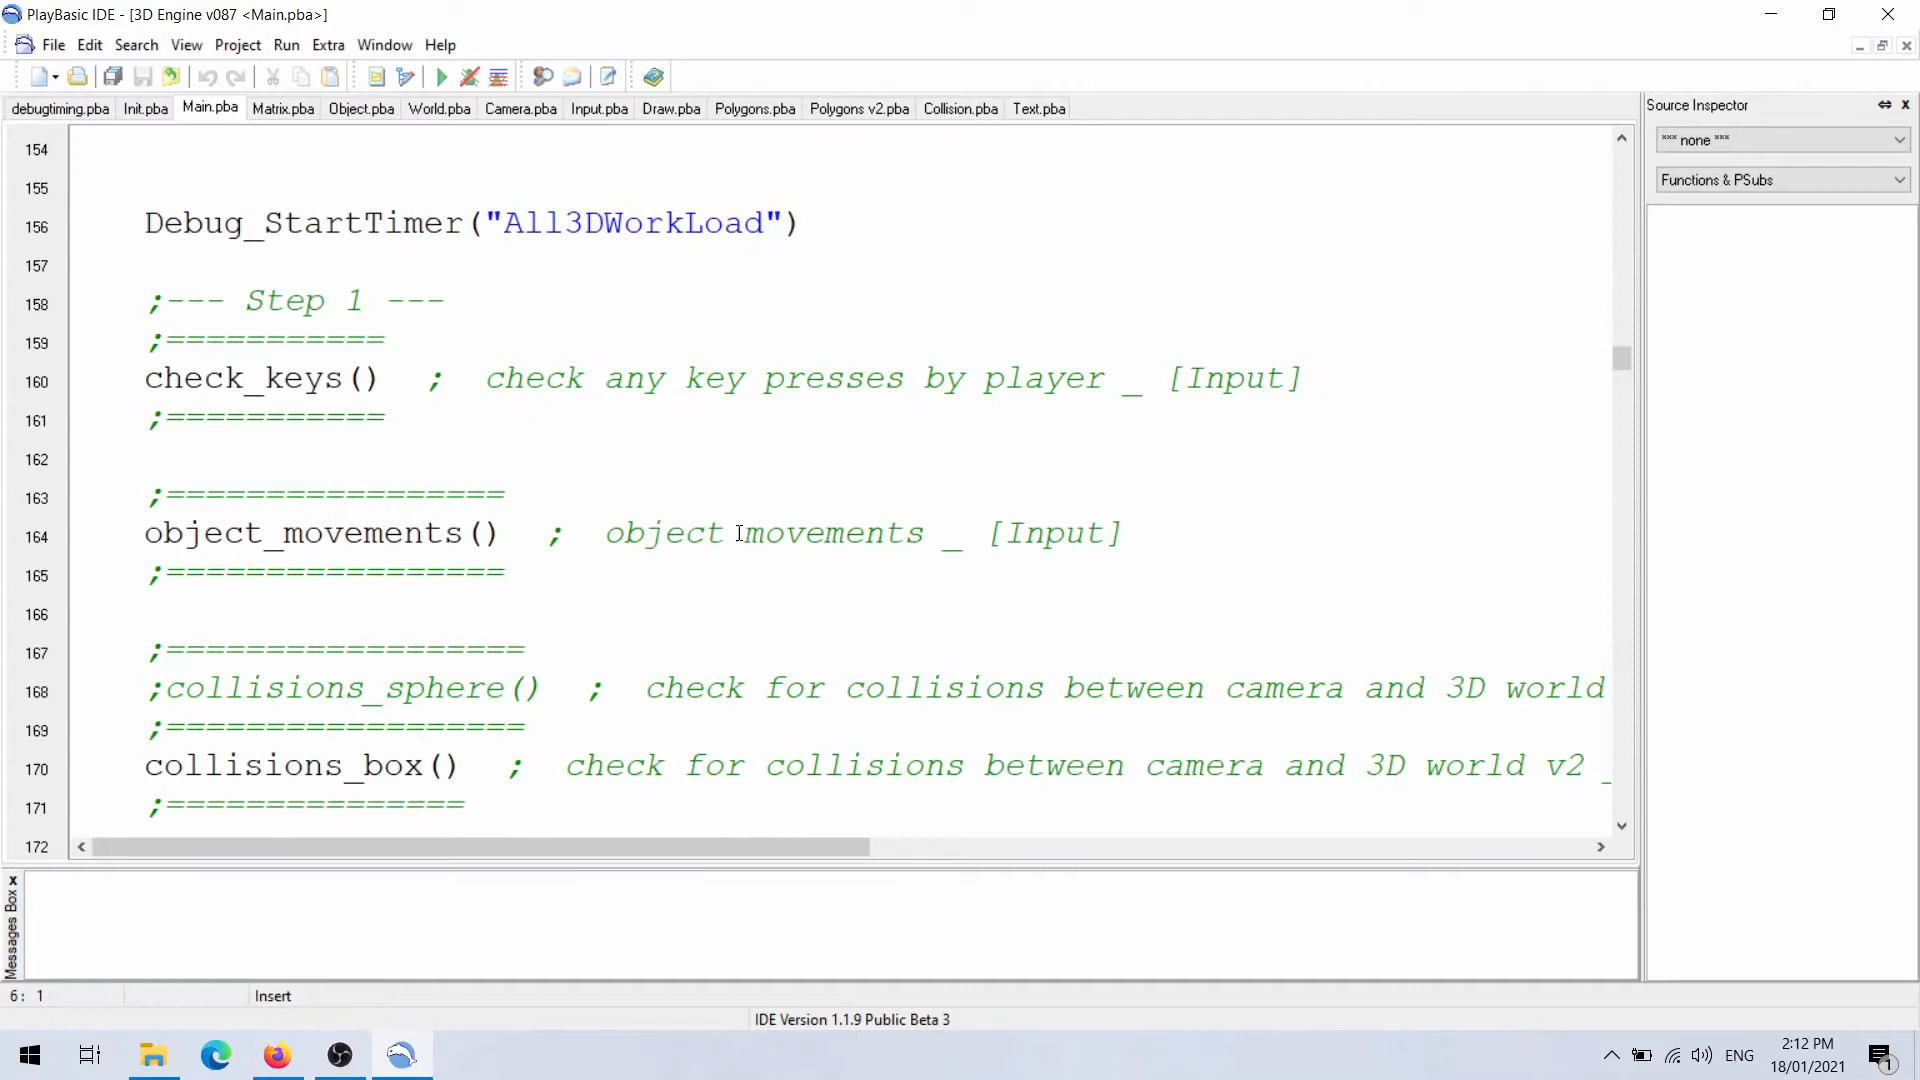 PlayBasic IDE - [3D Engine v087 <Main.pba>]
File Edit Search View Project Run Extra Window Help
debugtiming.pba Init.pba Main.pba Matrix.pba Object.pba World.pba Camera.pba Input.pba Draw.pba Polygons.pba Polygons v2.pba Collision.pba Text.pba
Source Inspector
*** none ***
Functions & PSubs
154
155
156 Debug_StartTimer("All3DWorkLoad")
157
158 ;--- Step 1 ---
159 ;===========
160 check_keys() ; check any key presses by player _ [Input]
161 ;===========
162
163 ;=================
164 object_movements() ; object movements _ [Input]
165 ;=================
166
167 ;==================
168 ;collisions_sphere() ; check for collisions between camera and 3D world
169 ;==================
170 collisions_box() ; check for collisions between camera and 3D world v2 _
171 ;===============
172
Messages Box
6: 1 Insert
IDE Version 1.1.9 Public Beta 3
ENG
2:12 PM
18/01/2021
1